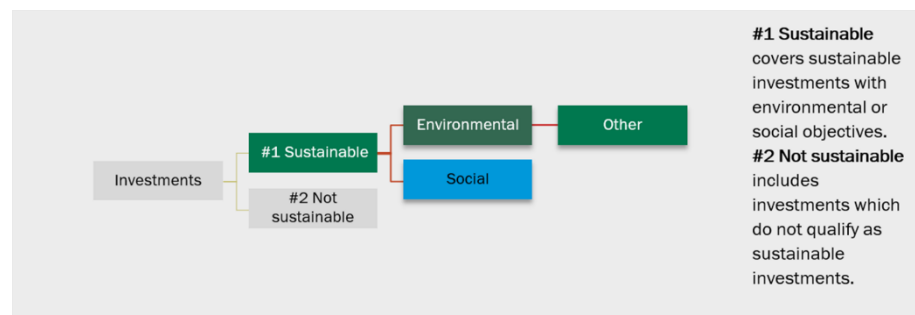 Investments
#1 Sustainable
#2 Not
sustainable
Environmental
Social
Other
#1 Sustainable
covers sustainable
investments with
environmental or
social objectives.
#2 Not sustainable
includes
investments which
do not qualify as
sustainable
investments.